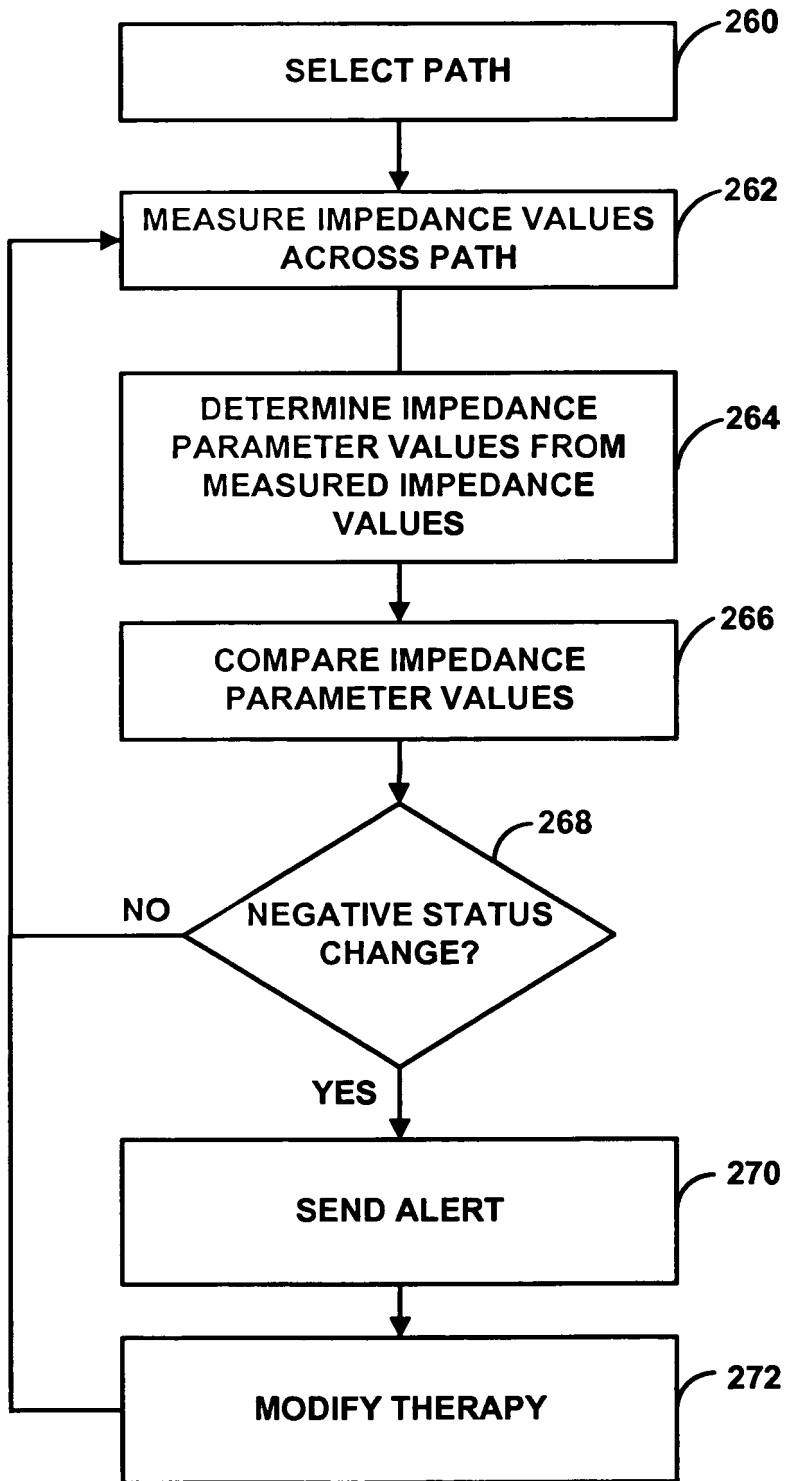 260
SELECT PATH
262
MEASURE IMPEDANCE VALUES
ACROSS PATH
264
DETERMINE IMPEDANCE
PARAMETER VALUES FROM
MEASURED IMPEDANCE
VALUES
266
COMPARE IMPEDANCE
PARAMETER VALUES
268
NO
NEGATIVE STATUS
CHANGE?
YES
270
SEND ALERT
272
MODIFY THERAPY